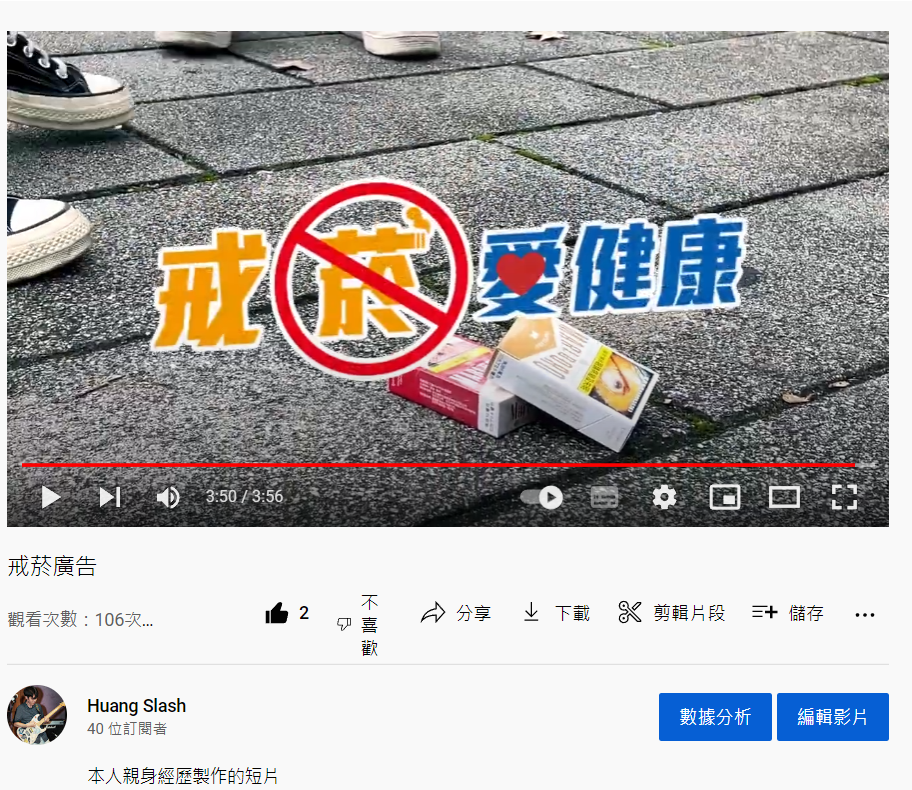 戒菸愛健康
3:50 / 3:56
戒菸廣告
觀看次數：106次...
2
不喜歡
分享
下載
剪輯片段
儲存
Huang Slash
40 位訂閱者
數據分析
編輯影片
本人親身經歷製作的短片